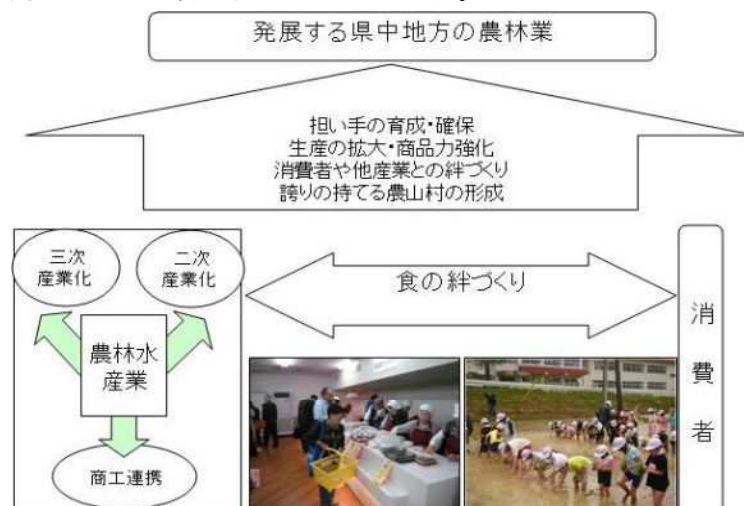 発展する県中地方の農林業
担い手の育成・確保
生産の拡大・商品力強化
消費者や他産業との絆づくり
誇りの持てる農山村の形成
三次
産業化
二次
産業化
食の絆づくり
農林水
産業
商工連携
消
費
者